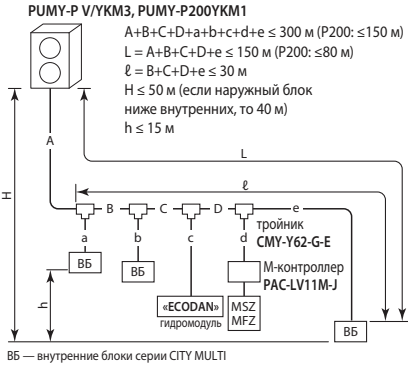 PUMY-P V/YKM3, PUMY-P200YKM1
A+B+C+D+a+b+c+d+e ≤ 300 м (P200: ≤150 м)
L = A+B+C+D+e ≤ 150 м (P200: ≤80 м)
ℓ = B+C+D+e ≤ 30 м
H ≤ 50 м (если наружный блок
ниже внутренних, то 40 м)
h ≤ 15 м
A
L
H
ℓ
B
C
D
e
тройник
CMY-Y62-G-E
a
b
c
d
ВБ
ВБ
М-контроллер
PAC-LV11M-J
h
«ECODAN»
гидромодуль
MSZ
MFZ
ВБ
ВБ — внутренние блоки серии CITY MULTI